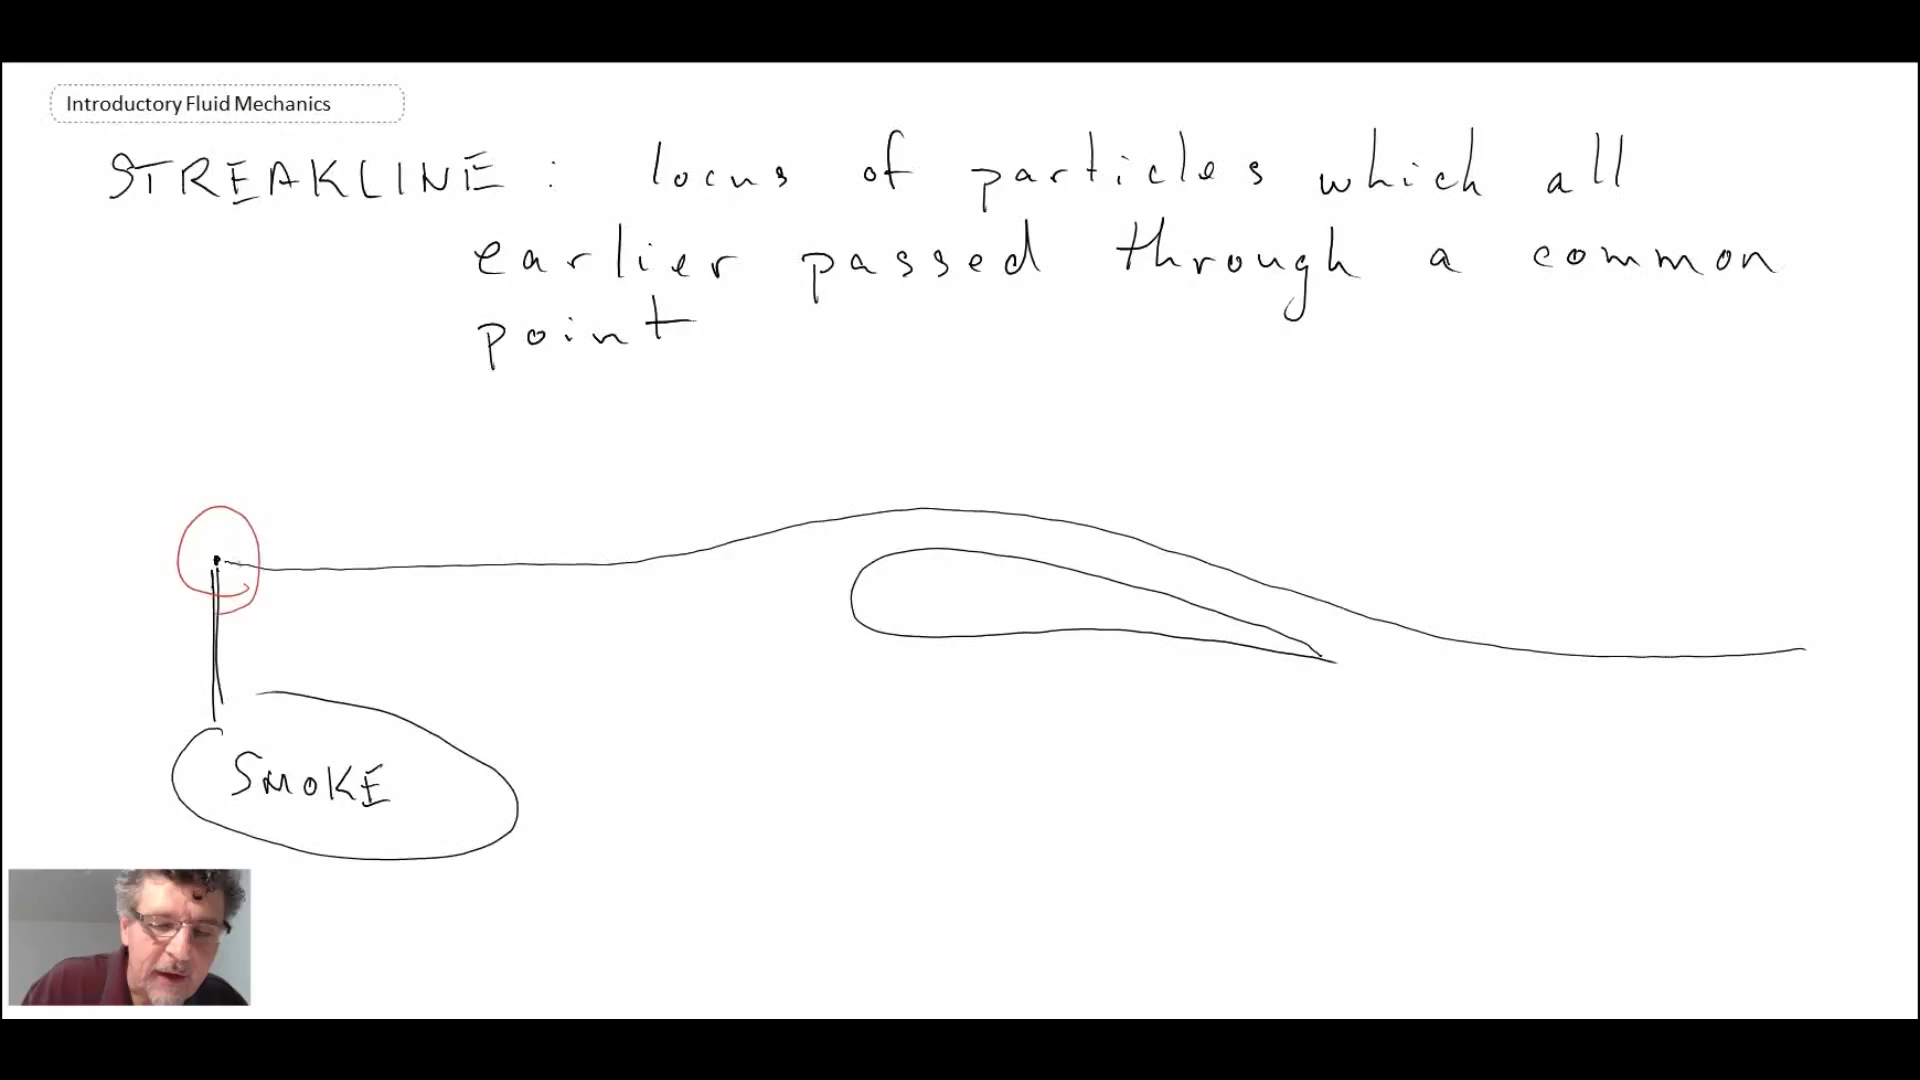 Introductory Fluid Mechanics
STREAKLINE : locus of particles which all
earlier passed through a common
point
SMOKE